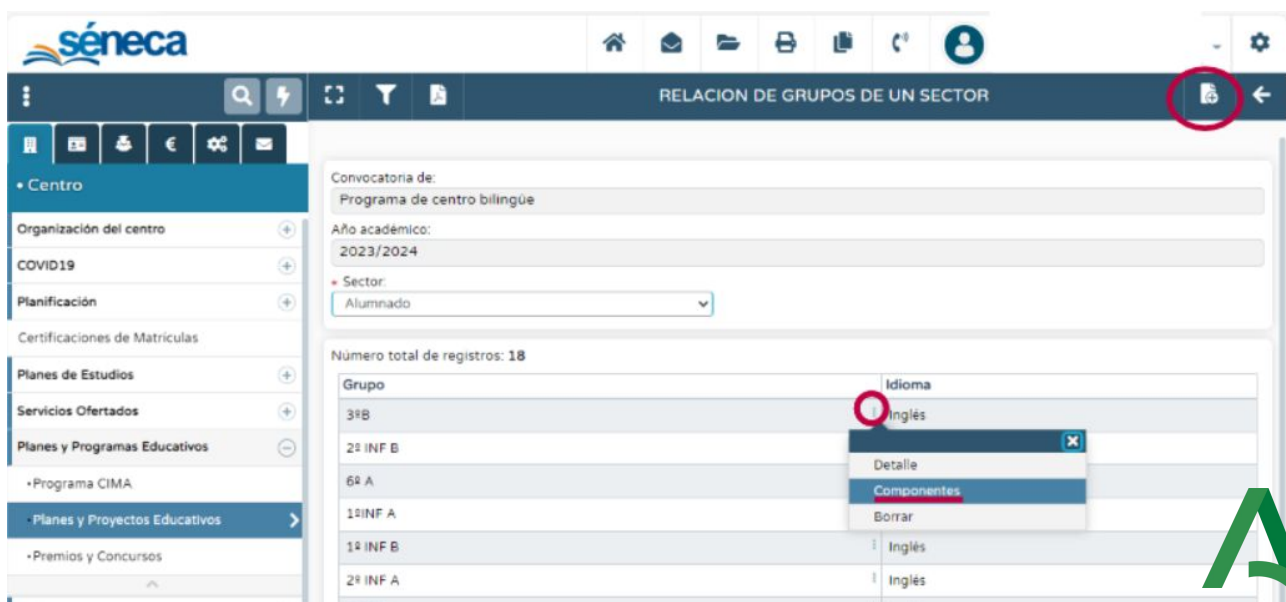 séneca
RELACION DE GRUPOS DE UN SECTOR
€
• Centro
Organización del centro
COVID19
Planificación
Certificaciones de Matrículas
Planes de Estudios
Servicios Ofertados
Planes y Programas Educativos
•Programa CIMA
•Planes y Proyectos Educativos
•Premios y Concursos
Convocatoria de:
Programa de centro bilingüe
Año académico:
2023/2024
• Sector:
Alumnado
Número total de registros: 18
Grupo Idioma
3ºB Inglés
2º INF B
6º A
1ºINF A
1º INF B Inglés
2º INF A Inglés
Detalle
Componentes
Borrar